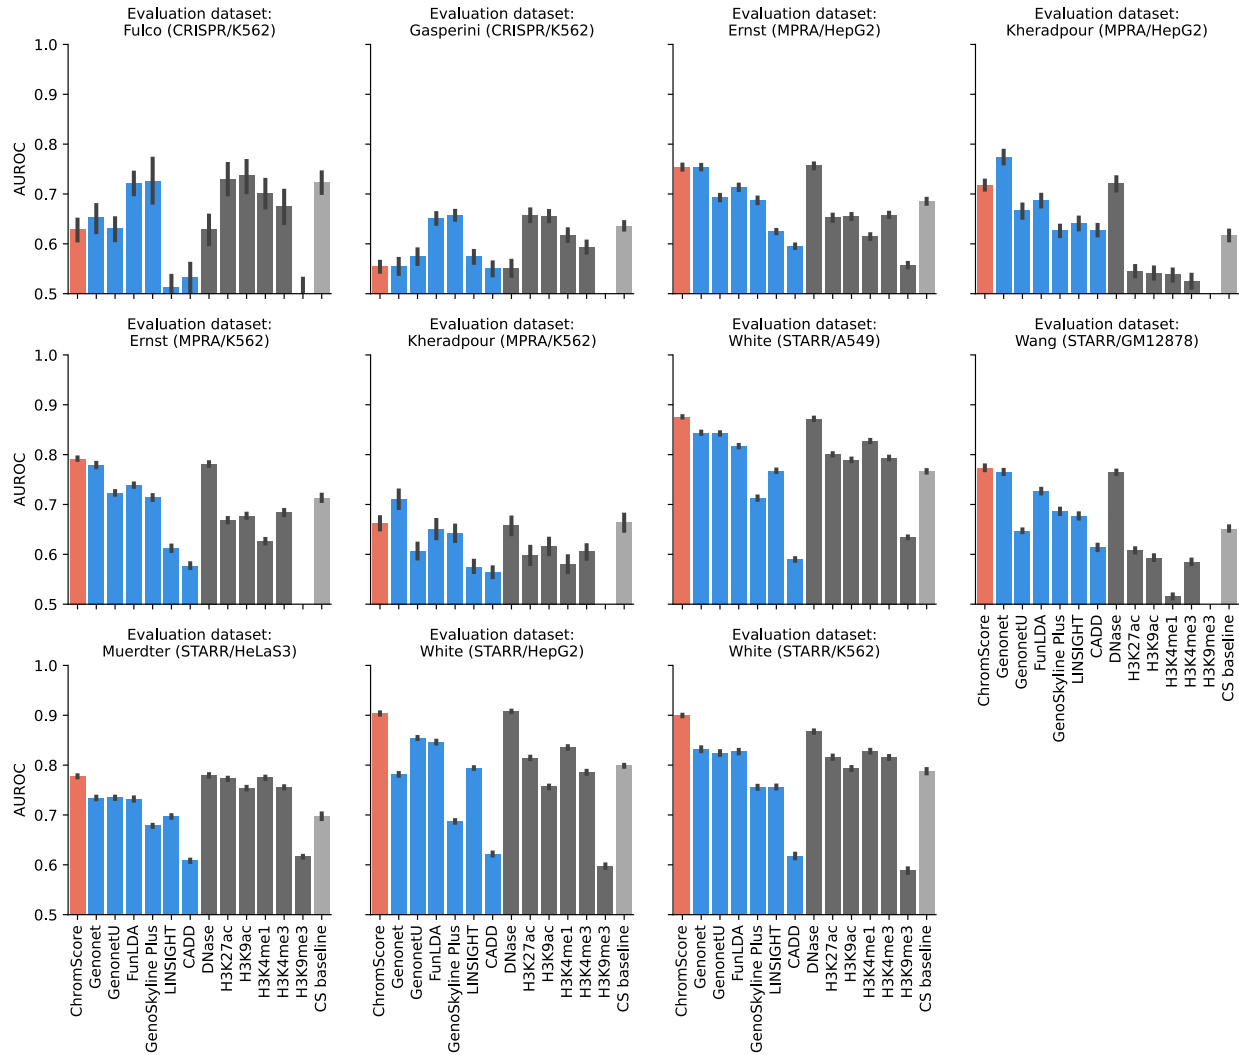 Evaluation dataset:
Fulco (CRISPR/K562)
Evaluation dataset:
Gasperini (CRISPR/K562)
Evaluation dataset:
Ernst (MPRA/HepG2)
Evaluation dataset:
Kheradpour (MPRA/HepG2)
1.0
0.9
0.8
0.7
0.6
0.5
AUROC
Evaluation dataset:
Ernst (MPRA/K562)
Evaluation dataset:
Kheradpour (MPRA/K562)
Evaluation dataset:
White (STARR/A549)
Evaluation dataset:
Wang (STARR/GM12878)
1.0
0.9
0.8
0.7
0.6
0.5
AUROC
ChromScore
Genonet
GenonetU
FunLDA
GenoSkyline Plus
LINSIGHT
CADD
DNase
H3K27ac
H3K9ac
H3K4me1
H3K4me3
H3K9me3
CS baseline
Evaluation dataset:
Muerdter (STARR/HeLaS3)
Evaluation dataset:
White (STARR/HepG2)
Evaluation dataset:
White (STARR/K562)
0.9
0.8
0.7
0.6
0.5
AUROC
ChromScore
Genonet
GenonetU
FunLDA
GenoSkyline Plus
LINSIGHT
CADD
DNase
H3K27ac
H3K9ac
H3K4me1
H3K4me3
H3K9me3
CS baseline
ChromScore
Genonet
GenonetU
FunLDA
GenoSkyline Plus
LINSIGHT
CADD
DNase
H3K27ac
H3K9ac
H3K4me1
H3K4me3
H3K9me3
CS baseline
ChromScore
Genonet
GenonetU
FunLDA
GenoSkyline Plus
LINSIGHT
CADD
DNase
H3K27ac
H3K9ac
H3K4me1
H3K4me3
H3K9me3
CS baseline